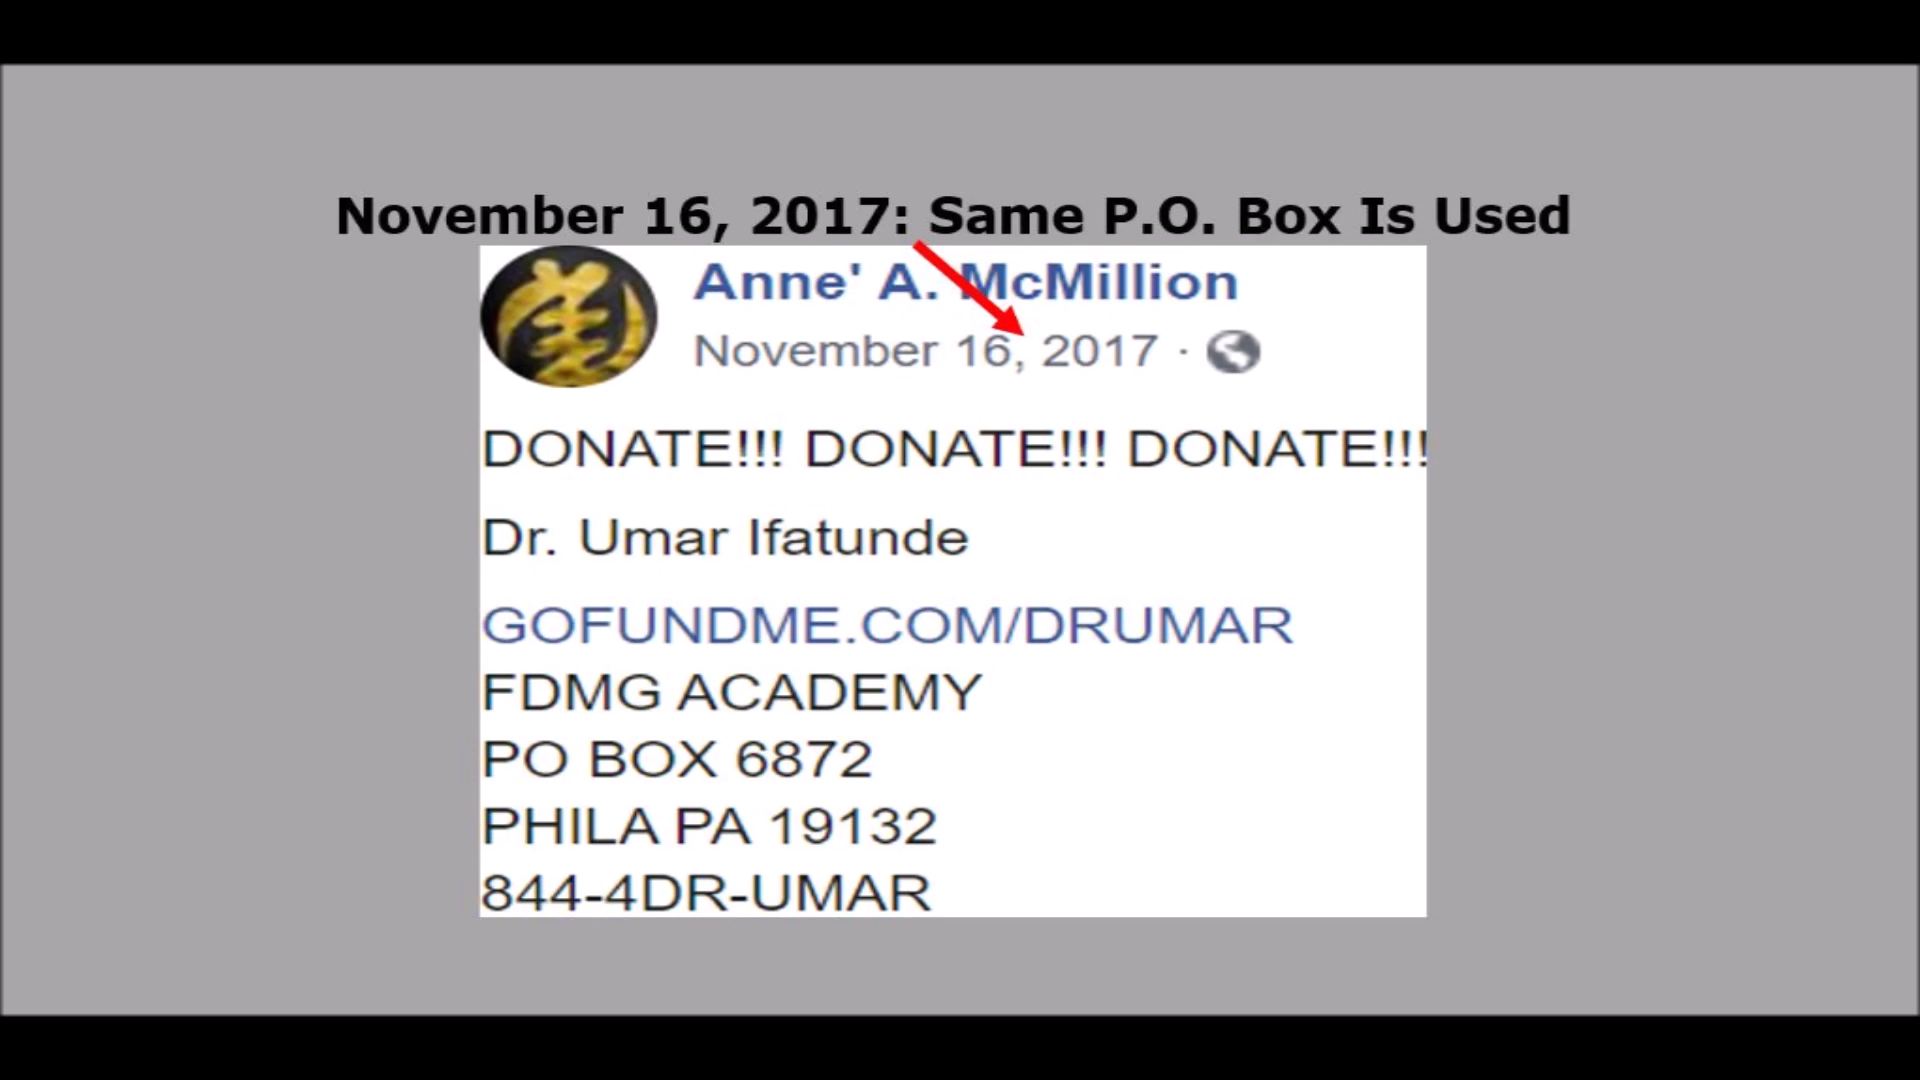 November 16, 2017: Same P.O. Box Is Used
Anne' A. McMillion
November 16, 2017 ·
DONATE!!! DONATE!!! DONATE!!!
Dr. Umar Ifatunde
GOFUNDME.COM/DRUMAR
FDMG ACADEMY
PO BOX 6872
PHILA PA 19132
844-4DR-UMAR